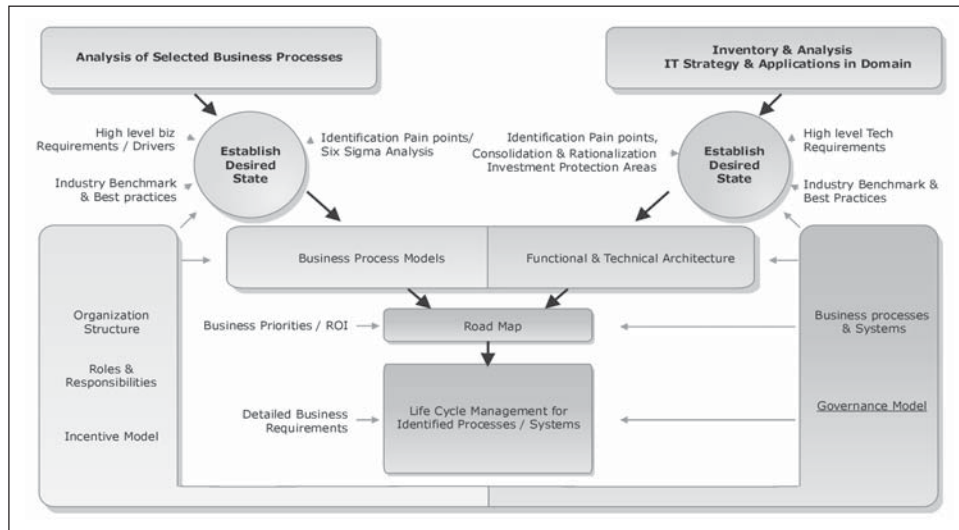 Analysis of Selected Business Processes
Inventory & Analysis
IT Strategy & Applications in Domain
High level biz
Requirements / Drivers
Establish
Desired
State
Identification Pain points/
Six Sigma Analysis
Identification Pain points,
Consolidation & Rationalization
Investment Protection Areas
Establish
Desired
State
High level Tech
Requirements
Industry Benchmark
& Best practices
Industry Benchmark &
Best Practices
Business Process Models
Functional & Technical Architecture
Organization
Structure
Roles &
Responsibilities
Incentive Model
Business Priorities / ROI
Road Map
Business processes
& Systems
Governance Model
Detailed Business
Requirements
Life Cycle Management for
Identified Processes / Systems